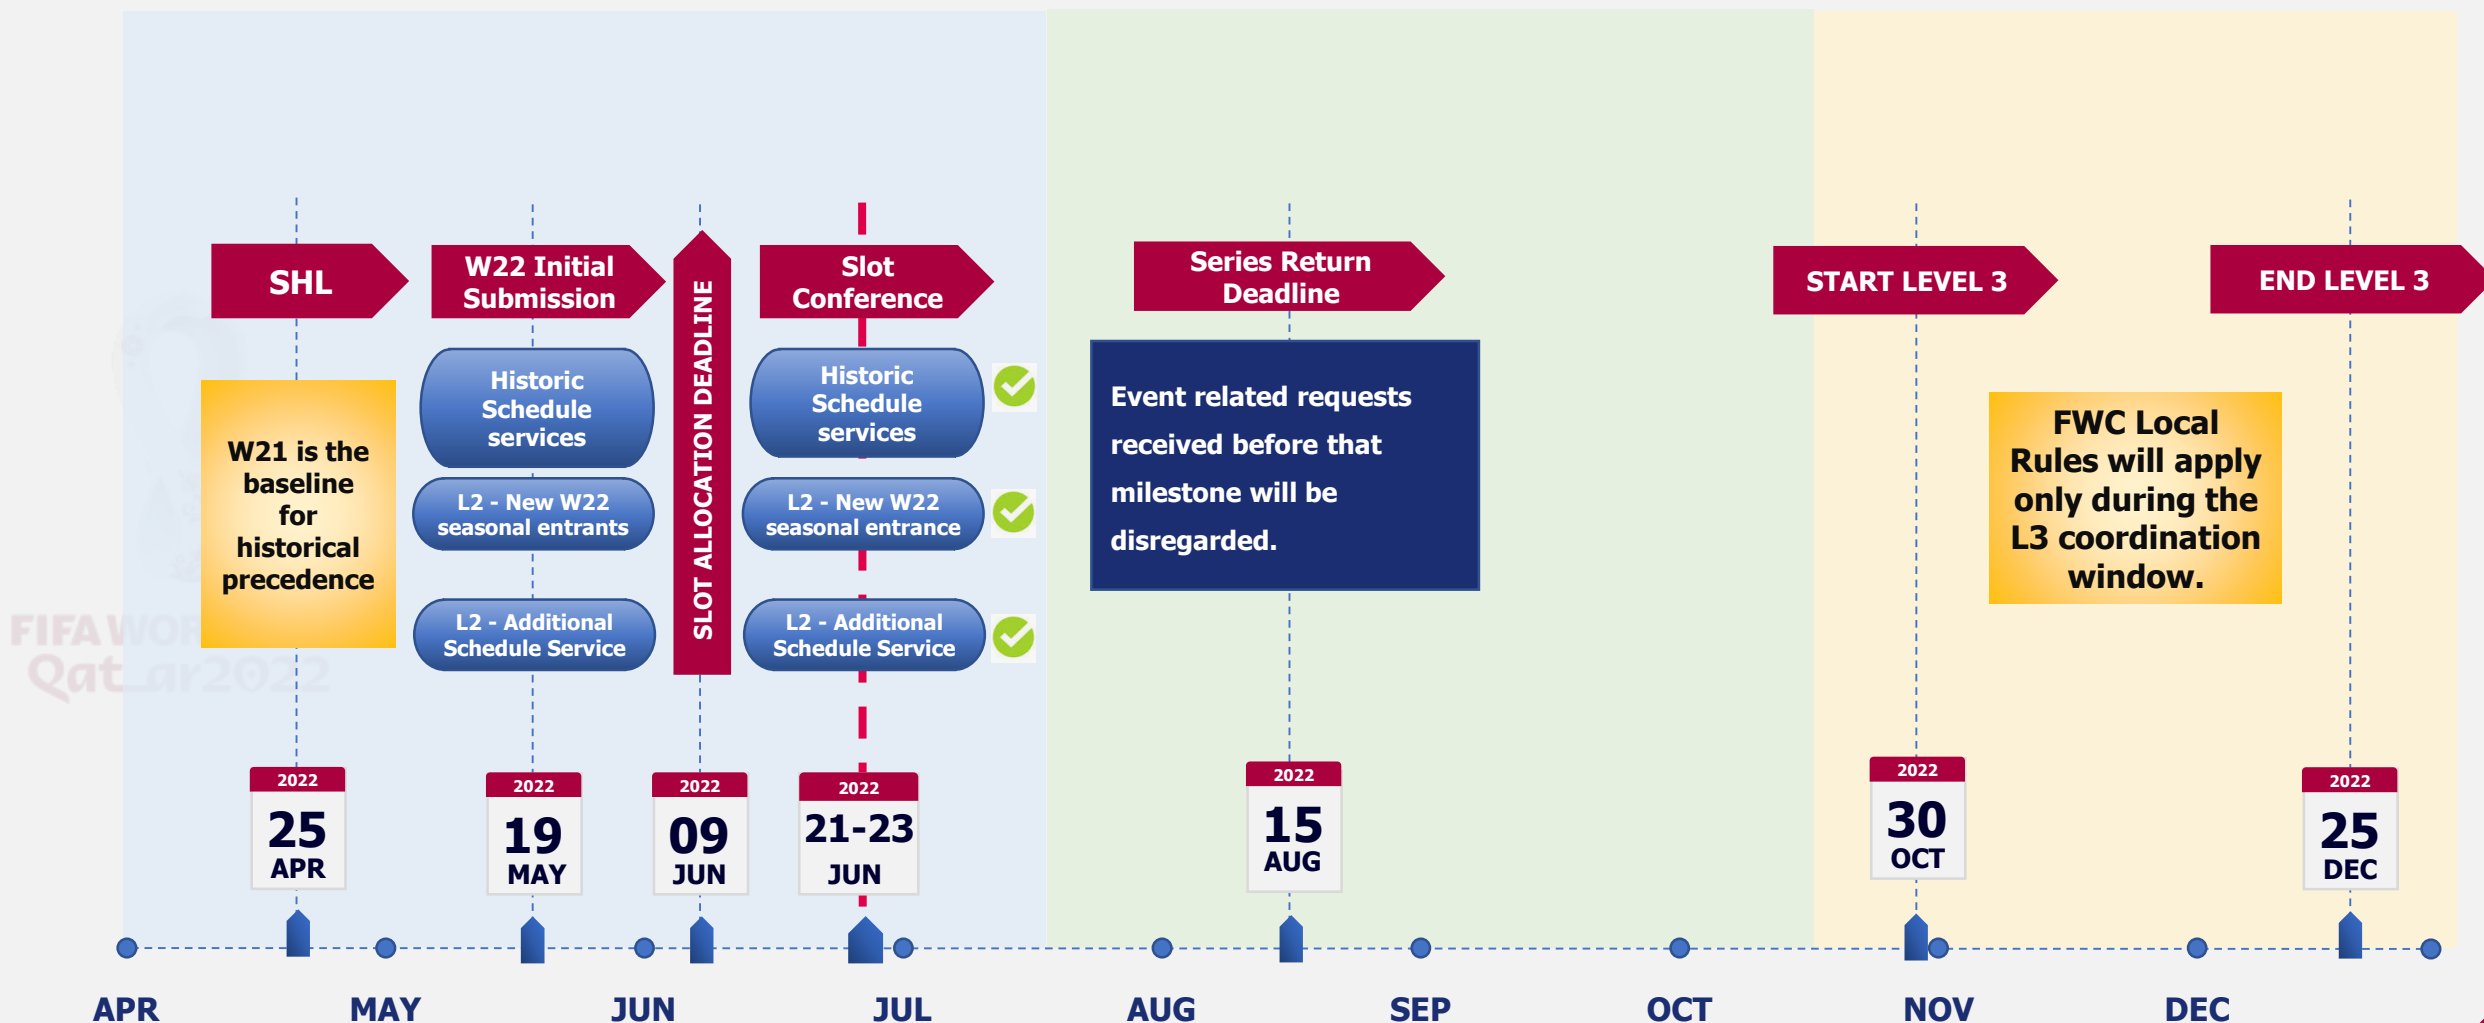 SHL
W22 Initial
Submission
SLOT ALLOCATION DEADLINE
Slot
Conference
Series Return
Deadline
START LEVEL 3
END LEVEL 3
W21 is the
baseline
for
historical
precedence
Historic
Schedule
services
L2 - New W22
seasonal entrants
L2 - Additional
Schedule Service
Historic
Schedule
services
L2 - New W22
seasonal entrance
L2 - Additional
Schedule Service
Event related requests
received before that
milestone will be
disregarded.
FWC Local
Rules will apply
only during the
L3 coordination
window.
FIFA WOR
Qatar2022
2022
25
APR
2022
19
MAY
2022
09
JUN
2022
21-23
JUN
2022
15
AUG
2022
30
OCT
2022
25
DEC
APR
MAY
JUN
JUL
AUG
SEP
OCT
NOV
DEC